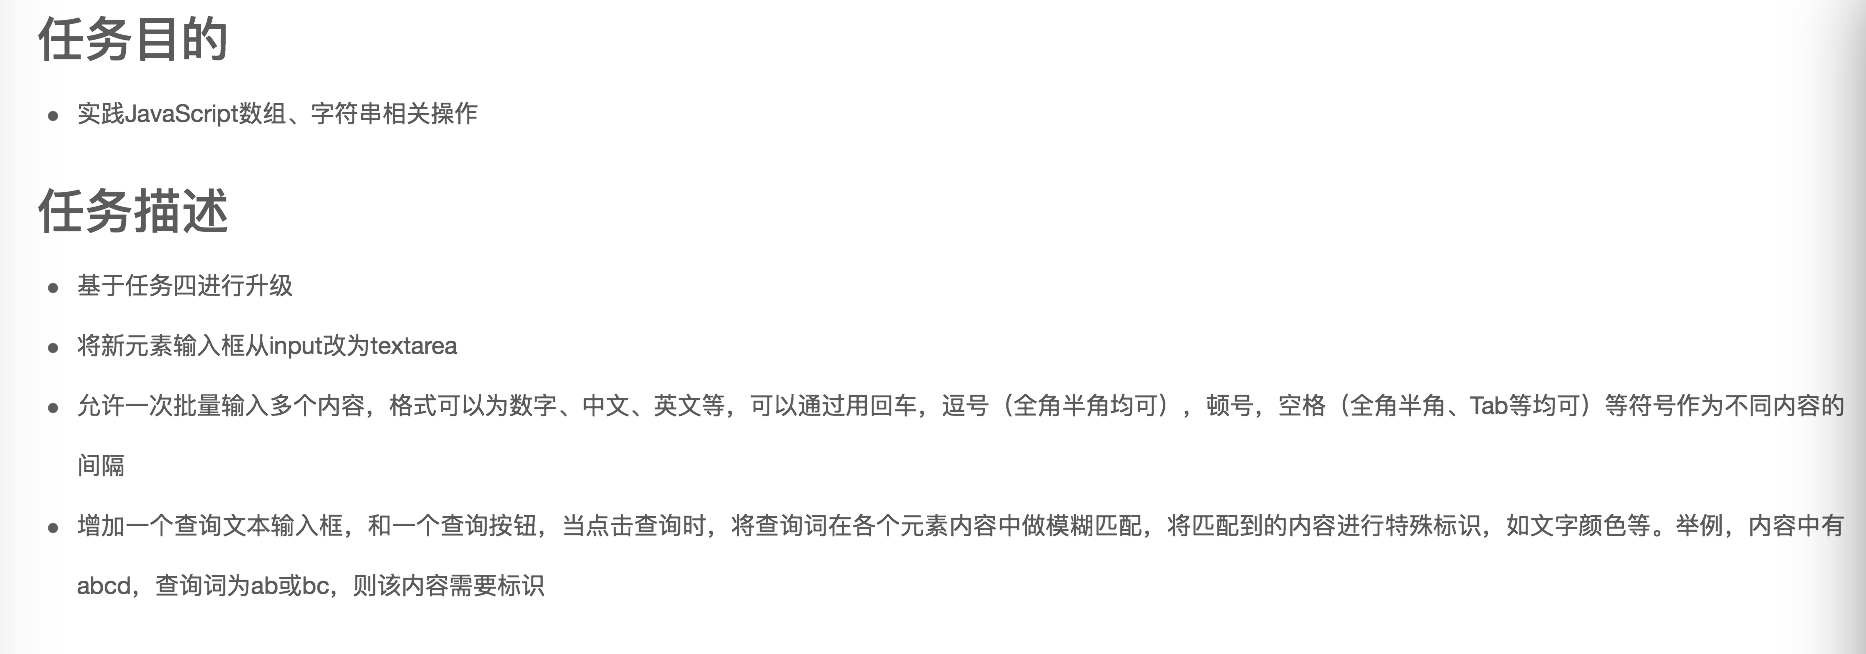 任务目的
实践JavaScript数组、字符串相关操作
任务描述
基于任务四进行升级
将新元素输入框从input改为textarea
允许一次批量输入多个内容，格式可以为数字、中文、英文等，可以通过用回车，逗号（全角半角均可），顿号，空格（全角半角、Tab等均可）等符号作为不同内容的
间隔
增加一个查询文本输入框，和一个查询按钮，当点击查询时，将查询词在各个元素内容中做模糊匹配，将匹配到的内容进行特殊标识，如文字颜色等。举例，内容中有
abcd，查询词为ab或bc，则该内容需要标识